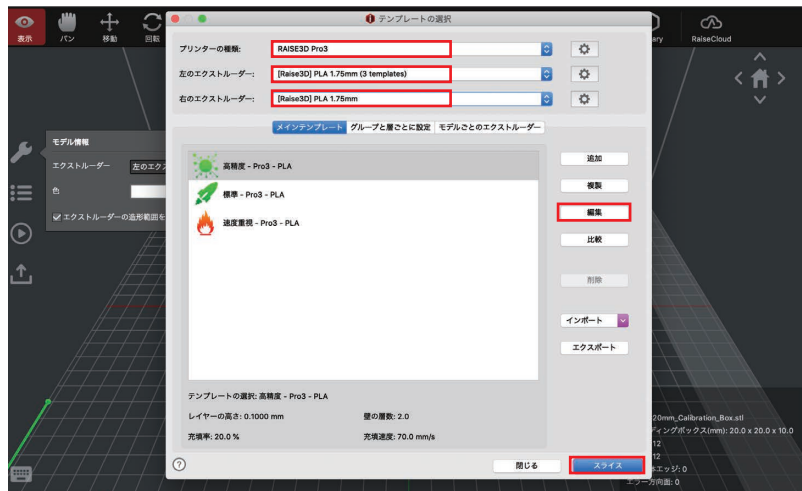 テンプレートの選択
表示
パン
移動
回転
RaiseCloud
プリンターの種類:
RAISE3D Pro3
左のエクストルーダー:
[Raise3D] PLA 1.75mm (3 templates)
右のエクストルーダー:
[Raise3D] PLA 1.75mm
メインテンプレート グループと層ごとに設定 モデルごとのエクストルーダー
モデル情報
エクストルーダー
左のエクス
色
エクストルーダーの造形範囲を
高精度 - Pro3 - PLA
標準 - Pro3 - PLA
速度重視 - Pro3 - PLA
追加
複製
編集
比較
削除
インポート
エクスポート
テンプレートの選択: 高精度 - Pro3 - PLA
レイヤーの高さ: 0.1000 mm
壁の層数: 2.0
充填率: 20.0 %
充填速度: 70.0 mm/s
?
閉じる
スライス
20mm_Calibration_Box.stl
ディングボックス(mm): 20.0 x 20.0 x 10.0
12
12
エッジ: 0
エラー方向面: 0